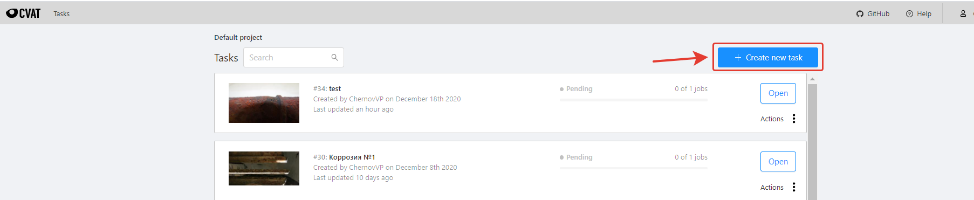 CVAT Tasks GitHub Help
Default project
Tasks Search + Create new task
#34: test Pending 0 of 1 jobs Open
Created by ChernovVP on December 18th 2020
Last updated an hour ago Actions
#30: Коррозия №1 Pending 0 of 1 jobs Open
Created by ChernovVP on December 8th 2020
Last updated 10 days ago Actions